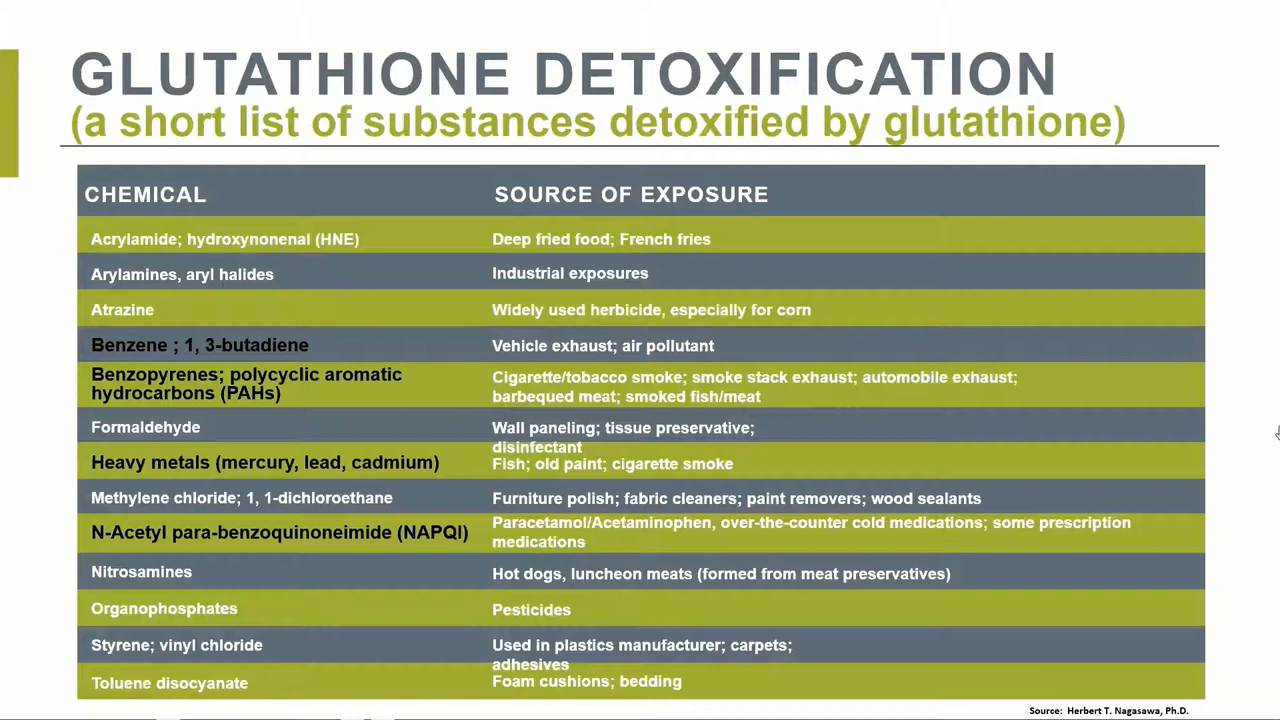 GLUTATHIONE DETOXIFICATION
(a short list of substances detoxified by glutathione)
CHEMICAL SOURCE OF EXPOSURE
Acrylamide; hydroxynonenal (HNE) Deep fried food; French fries
Arylamines, aryl halides Industrial exposures
Atrazine Widely used herbicide, especially for corn
Benzene ; 1, 3-butadiene Vehicle exhaust; air pollutant
Benzopyrenes; polycyclic aromatic
hydrocarbons (PAHs)
Cigarette/tobacco smoke; smoke stack exhaust; automobile exhaust;
barbequed meat; smoked fish/meat
Formaldehyde Wall paneling; tissue preservative;
disinfectant
Heavy metals (mercury, lead, cadmium) Fish; old paint; cigarette smoke
Methylene chloride; 1, 1-dichloroethane Furniture polish; fabric cleaners; paint removers; wood sealants
N-Acetyl para-benzoquinoneimide (NAPQI) Paracetamol/Acetaminophen, over-the-counter cold medications; some prescription
medications
Nitrosamines Hot dogs, luncheon meats (formed from meat preservatives)
Organophosphates Pesticides
Styrene; vinyl chloride Used in plastics manufacturer; carpets;
adhesives
Toluene disocyanate Foam cushions; bedding
Source: Herbert T. Nagasawa, Ph.D.